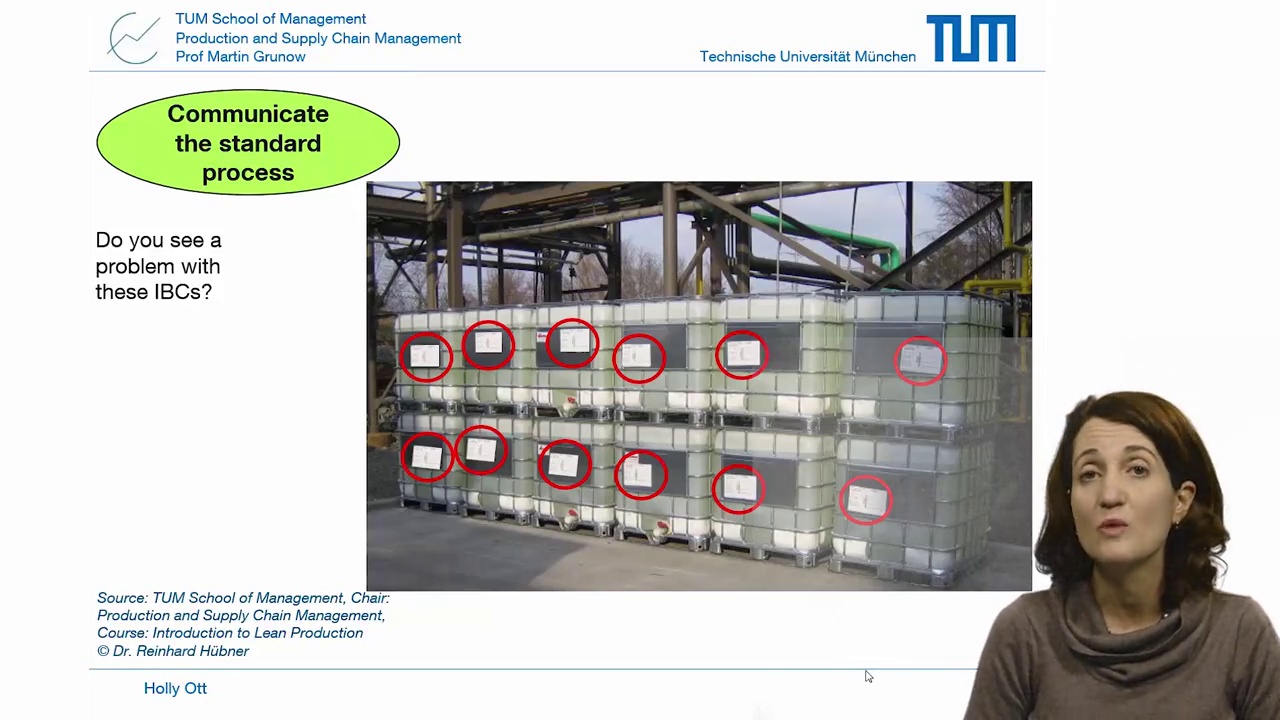 TUM School of Management
Production and Supply Chain Management
Prof Martin Grunow
Technische Universität München
TUM
Communicate
the standard
process
Do you see a
problem with
these IBCs?
Source: TUM School of Management, Chair:
Production and Supply Chain Management,
Course: Introduction to Lean Production
© Dr. Reinhard Hübner
Holly Ott